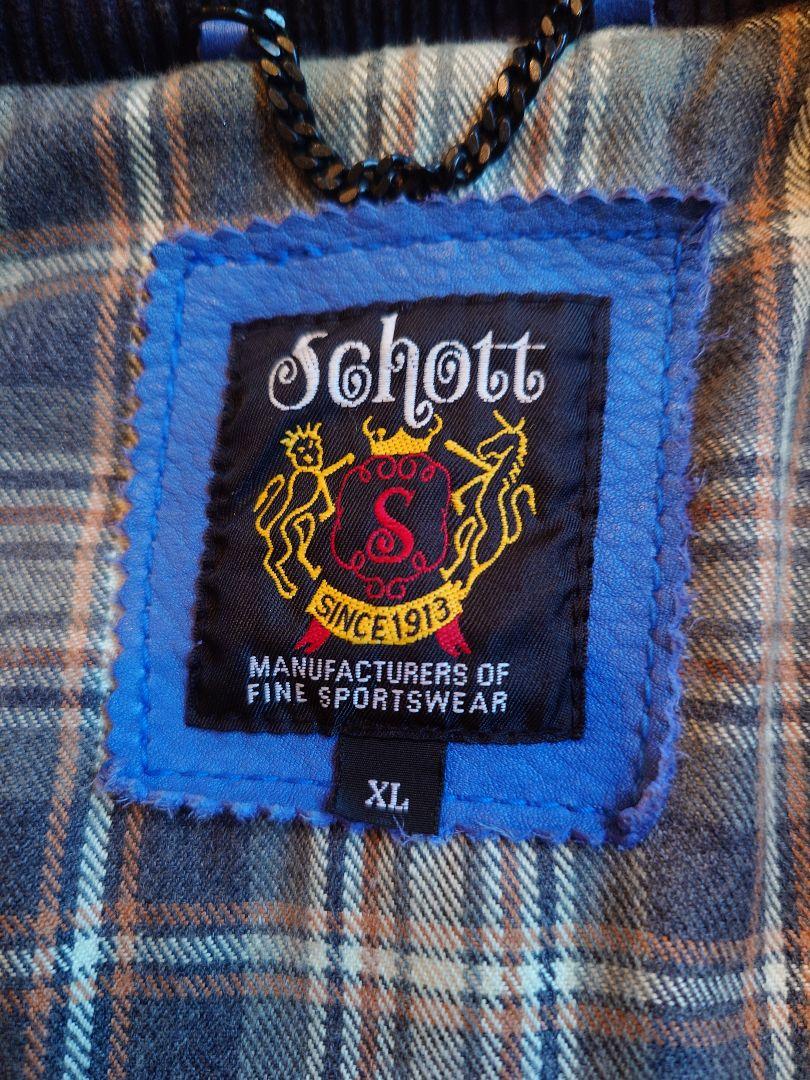 Schott
S
SINCE 1913
MANUFACTURERS OF
FINE SPORTSWEAR
XL